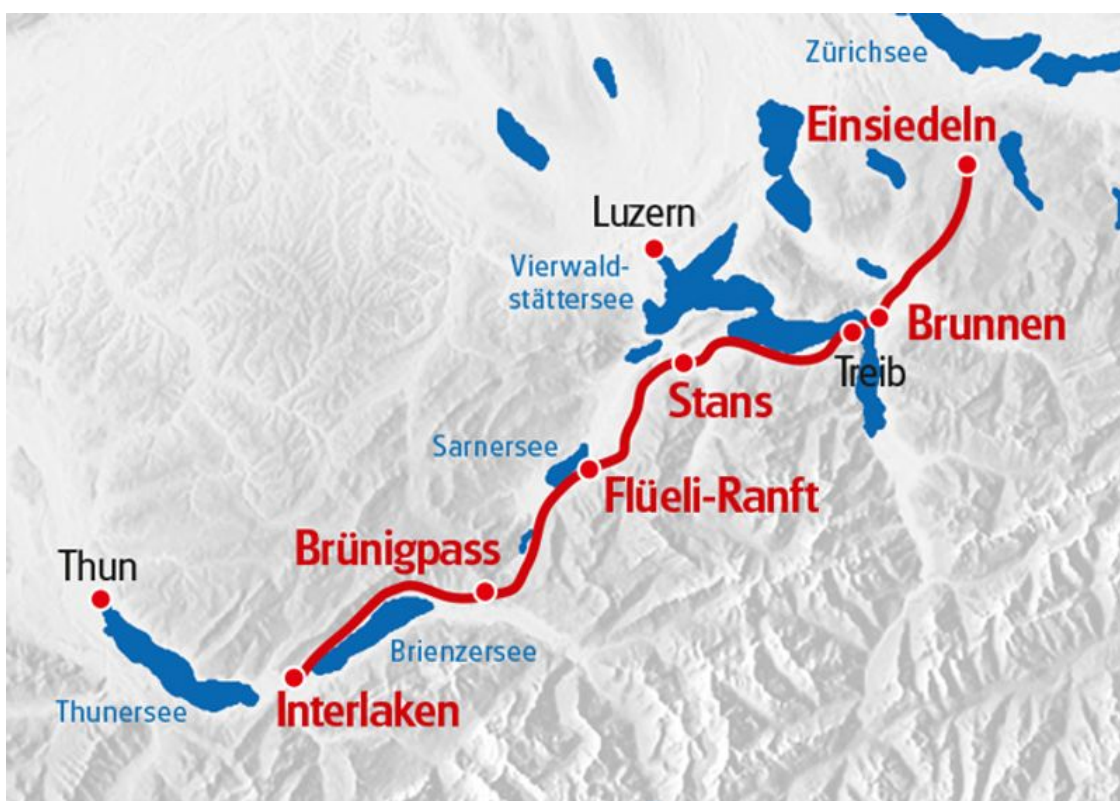 Zürichsee
Einsiedeln
Luzern
Vierwald-
stättersee
Brunnen
Treib
Stans
Sarnersee
Flüeli-Ranft
Brünigpass
Thun
Brienzersee
Interlaken
Thunersee